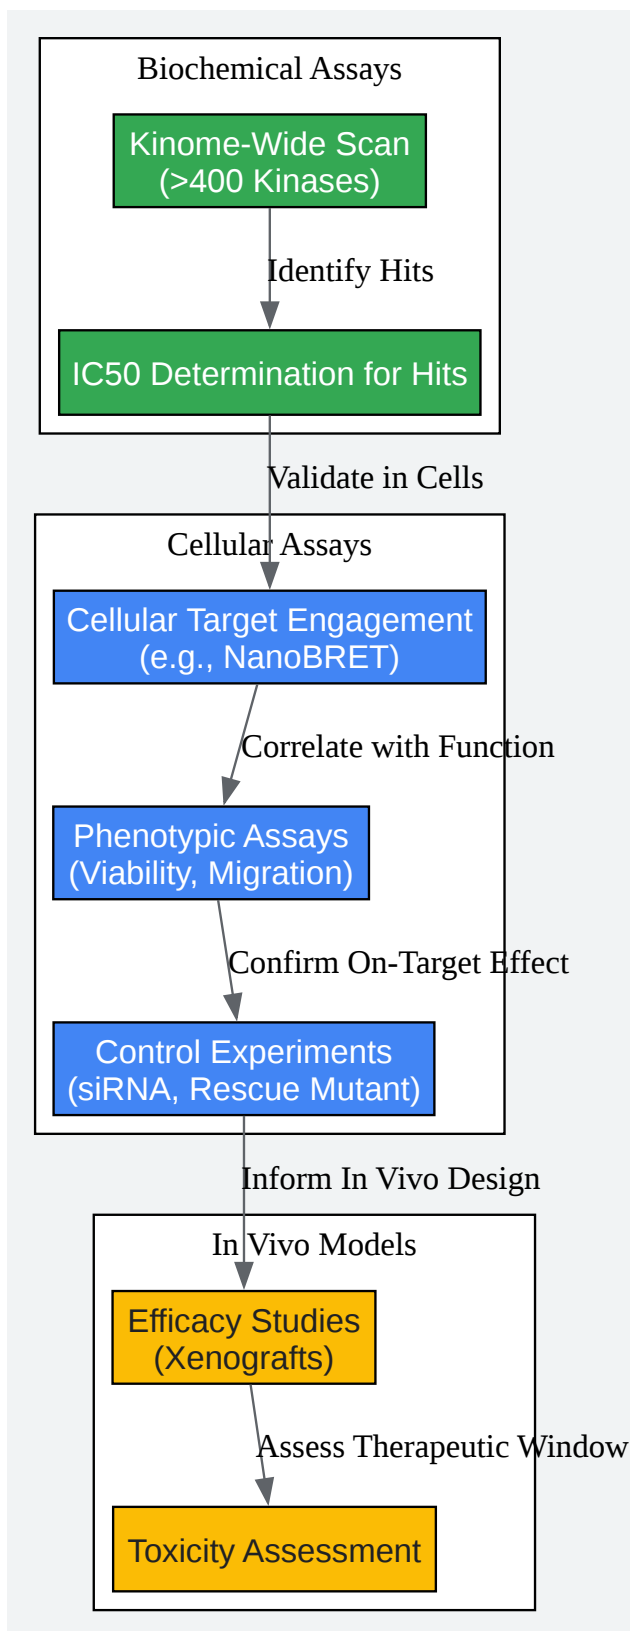 Biochemical Assays
Kinome-Wide Scan
(>400 Kinases)
Identify Hits
IC50 Determination for Hits
Validate in Cells
Cellular Assays
Cellular Target Engagement
(e.g., NanoBRET)
Correlate with Function
Phenotypic Assays
(Viability, Migration)
Confirm On-Target Effect
Control Experiments
(siRNA, Rescue Mutant)
Inform In Vivo Design
In Vivo Models
Efficacy Studies
(Xenografts)
Assess Therapeutic Window
Toxicity Assessment